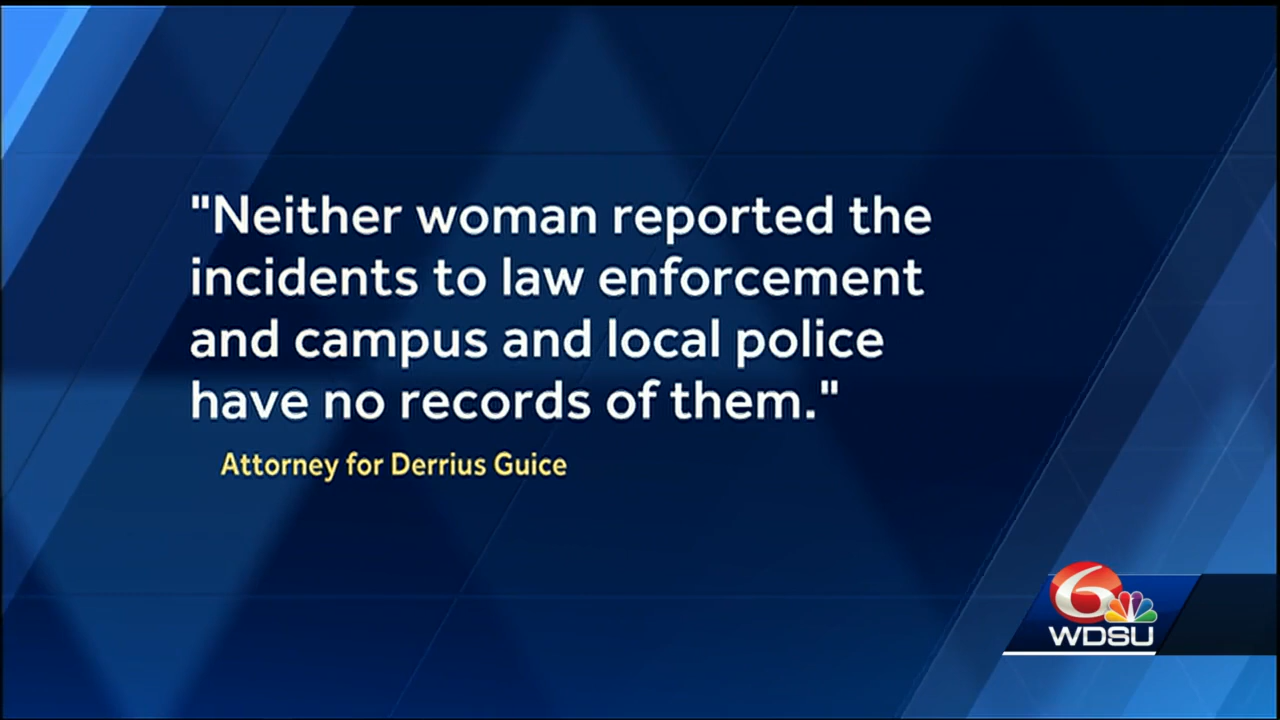 "Neither woman reported the
incidents to law enforcement
and campus and local police
have no records of them."
Attorney for Derrius Guice
6
WDSU